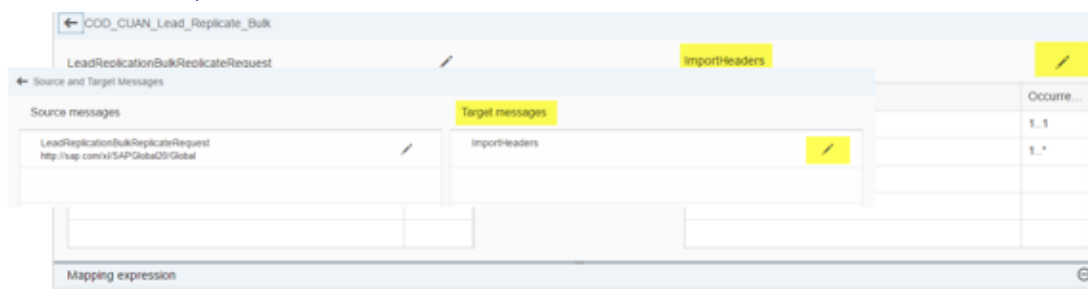 COD_CUAN_Lead_Replicate_Bulk
LeadReplicationBulkReplicateRequest
ImportHeaders
Source and Target Messages
Occurre...
Source messages
Target messages
1..1
LeadReplicationBulkReplicateRequest
http://sap.com/xi/SAPGlobal20/Global
ImportHeaders
1..*
Mapping expression